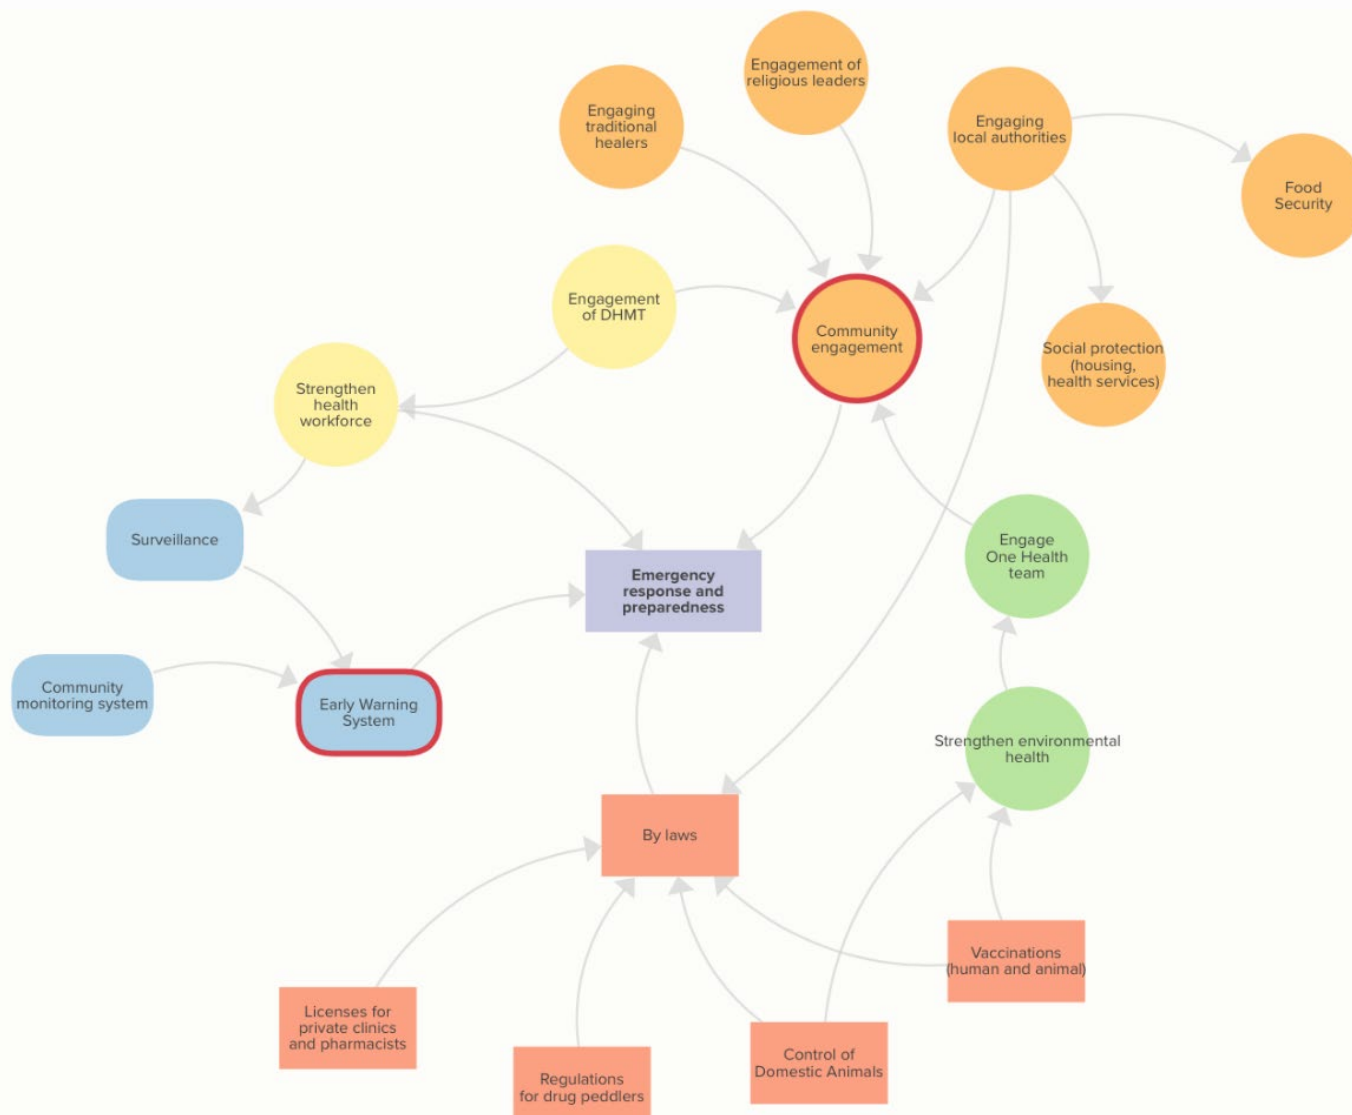 Engagement of
religious leaders
Engaging
traditional
healers
Engaging
local authorities
Food
Security
Engagement
of DHMT
Community
engagement
Social protection
(housing,
health services)
Strengthen
health
workforce
Surveillance
Engage
One Health
team
Emergency
response and
preparedness
Community
monitoring system
Early Warning
System
Strengthen environmental
health
By laws
Vaccinations
(human and animal)
Licenses for
private clinics
and pharmacists
Control of
Domestic Animals
Regulations
for drug peddlers